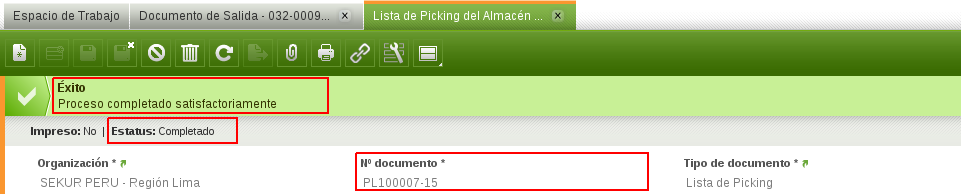 Espacio de Trabajo Documento de Salida - 032-0009... Lista de Picking del Almacén ...
Éxito
Proceso completado satisfactoriamente
Impreso: No | Estatus: Completado
Organización * Nº documento * Tipo de documento *
SEKUR PERU - Región Lima PL100007-15 Lista de Picking